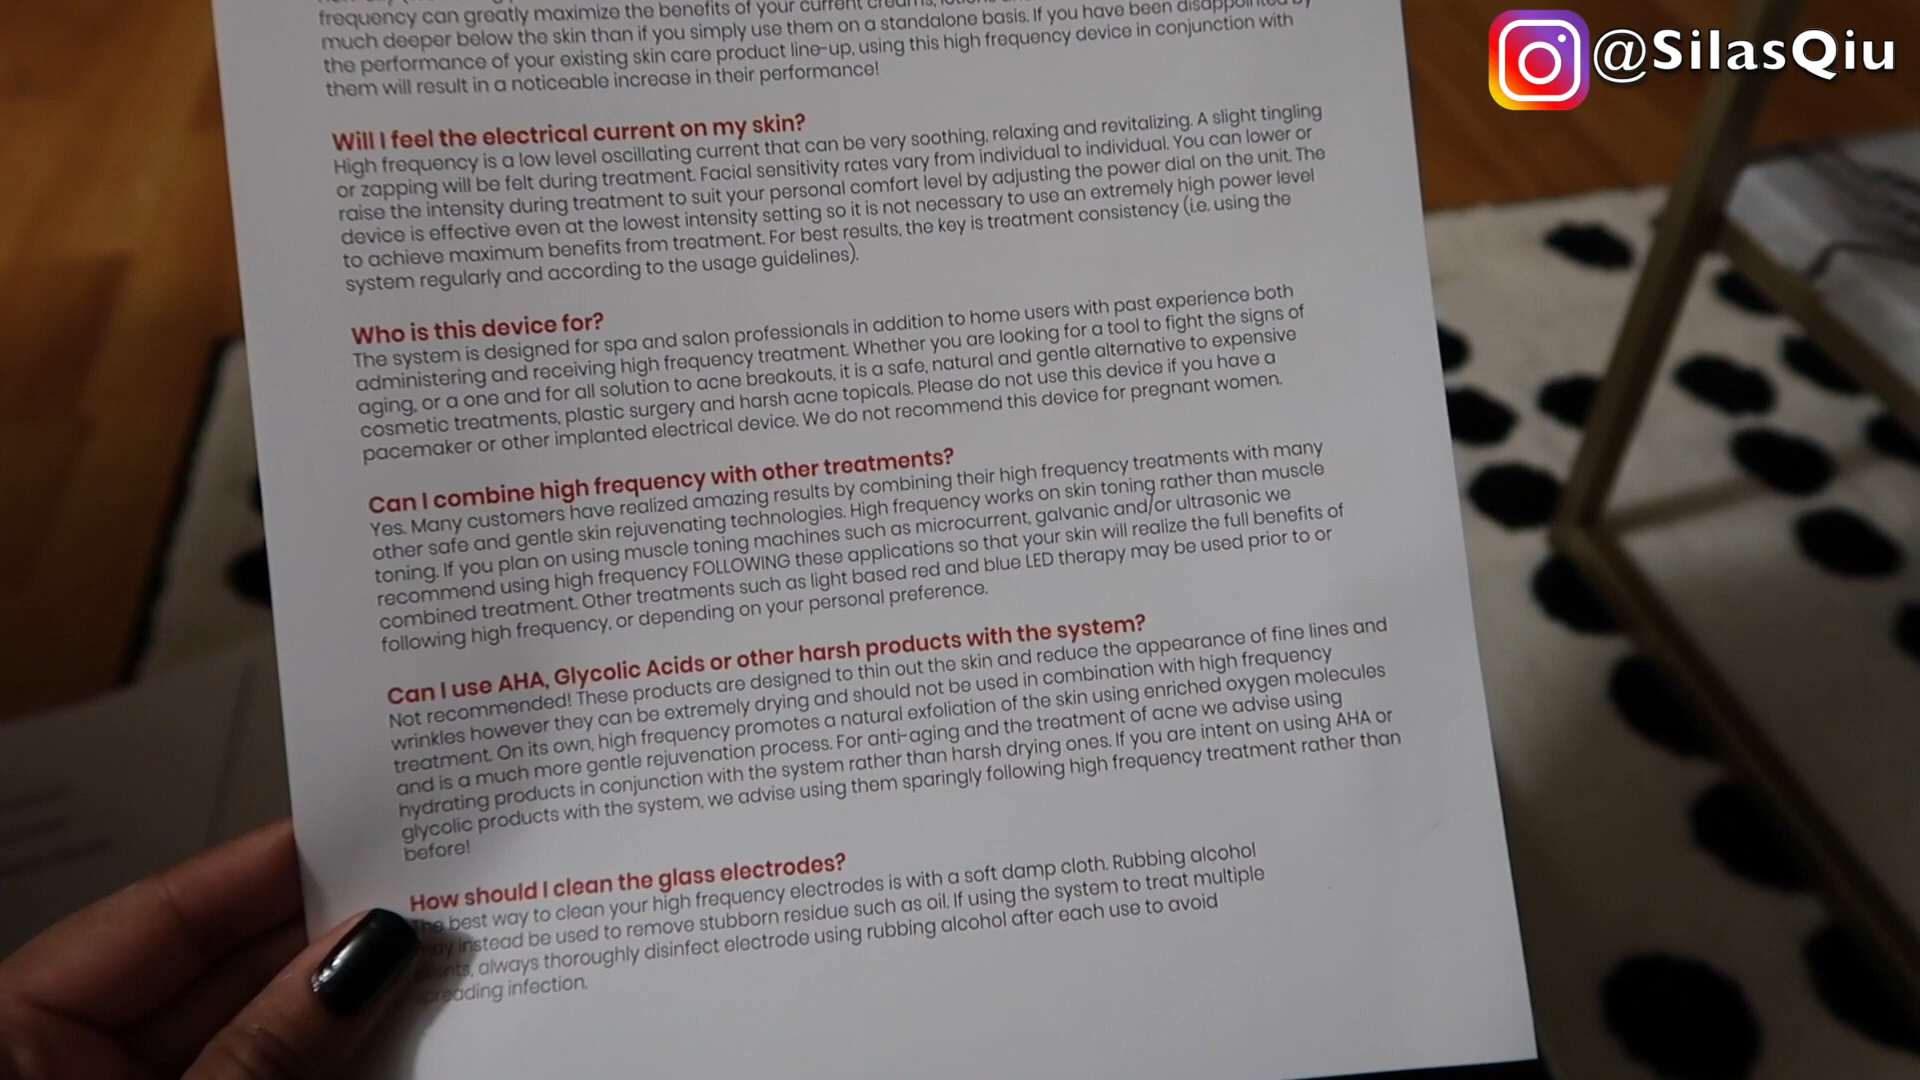 frequency can greatly maximize the benefits of your current creams,
much deeper below the skin than if you simply use them on a standalone basis. If you have been disappointed by
the performance of your existing skin care product line-up, using this high frequency device in conjunction with
them will result in a noticeable increase in their performance!
Will I feel the electrical current on my skin?
High frequency is a low level oscillating current that can be very soothing, relaxing and revitalizing. A slight tingling
or zapping will be felt during treatment. Facial sensitivity rates vary from individual to individual. You can lower or
raise the intensity during treatment to suit your personal comfort level by adjusting the power dial on the unit. The
device is effective even at the lowest intensity setting so it is not necessary to use an extremely high power level
to achieve maximum benefits from treatment. For best results, the key is treatment consistency (i.e. using the
system regularly and according to the usage guidelines).
Who is this device for?
The system is designed for spa and salon professionals in addition to home users with past experience both
administering and receiving high frequency treatment. Whether you are looking for a tool to fight the signs of
aging, or a one and for all solution to acne breakouts, it is a safe, natural and gentle alternative to expensive
cosmetic treatments, plastic surgery and harsh acne topicals. Please do not use this device if you have a
pacemaker or other implanted electrical device. We do not recommend this device for pregnant women.
Can I combine high frequency with other treatments?
Yes. Many customers have realized amazing results by combining their high frequency treatments with many
other safe and gentle skin rejuvenating technologies. High frequency works on skin toning rather than muscle
toning. If you plan on using muscle toning machines such as microcurrent, galvanic and/or ultrasonic we
recommend using high frequency FOLLOWING these applications so that your skin will realize the full benefits of
combined treatment. Other treatments such as light based red and blue LED therapy may be used prior to or
following high frequency, or depending on your personal preference.
Can I use AHA, Glycolic Acids or other harsh products with the system?
Not recommended! These products are designed to thin out the skin and reduce the appearance of fine lines and
wrinkles however they can be extremely drying and should not be used in combination with high frequency
treatment. On its own, high frequency promotes a natural exfoliation of the skin using enriched oxygen molecules
and is a much more gentle rejuvenation process. For anti-aging and the treatment of acne we advise using
hydrating products in conjunction with the system rather than harsh drying ones. If you are intent on using AHA or
glycolic products with the system, we advise using them sparingly following high frequency treatment rather than
before!
How should I clean the glass electrodes?
The best way to clean your high frequency electrodes is with a soft damp cloth. Rubbing alcohol
may instead be used to remove stubborn residue such as oil. If using the system to treat multiple
clients, always thoroughly disinfect electrode using rubbing alcohol after each use to avoid
spreading infection.
@SilasQiu